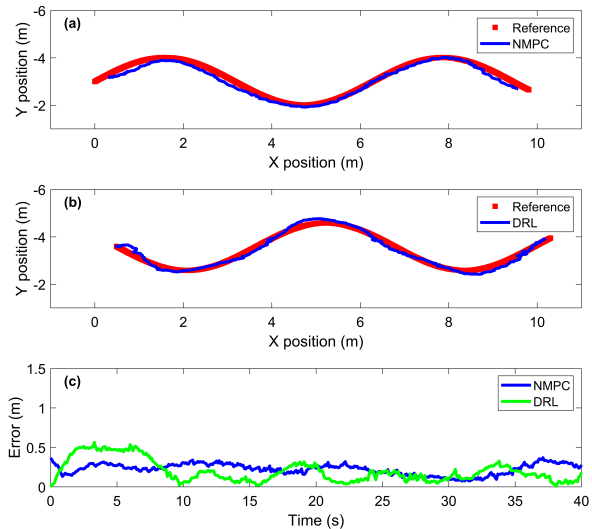 (a)
Reference
NMPC
-6
-4
-2
Y position (m)
0 2 4 6 8 10
X position (m)
(b)
Reference
DRL
-6
-4
-2
Y position (m)
0 2 4 6 8 10
X position (m)
(c)
NMPC
DRL
1.5
1
0.5
0
Error (m)
0 5 10 15 20 25 30 35 40
Time (s)